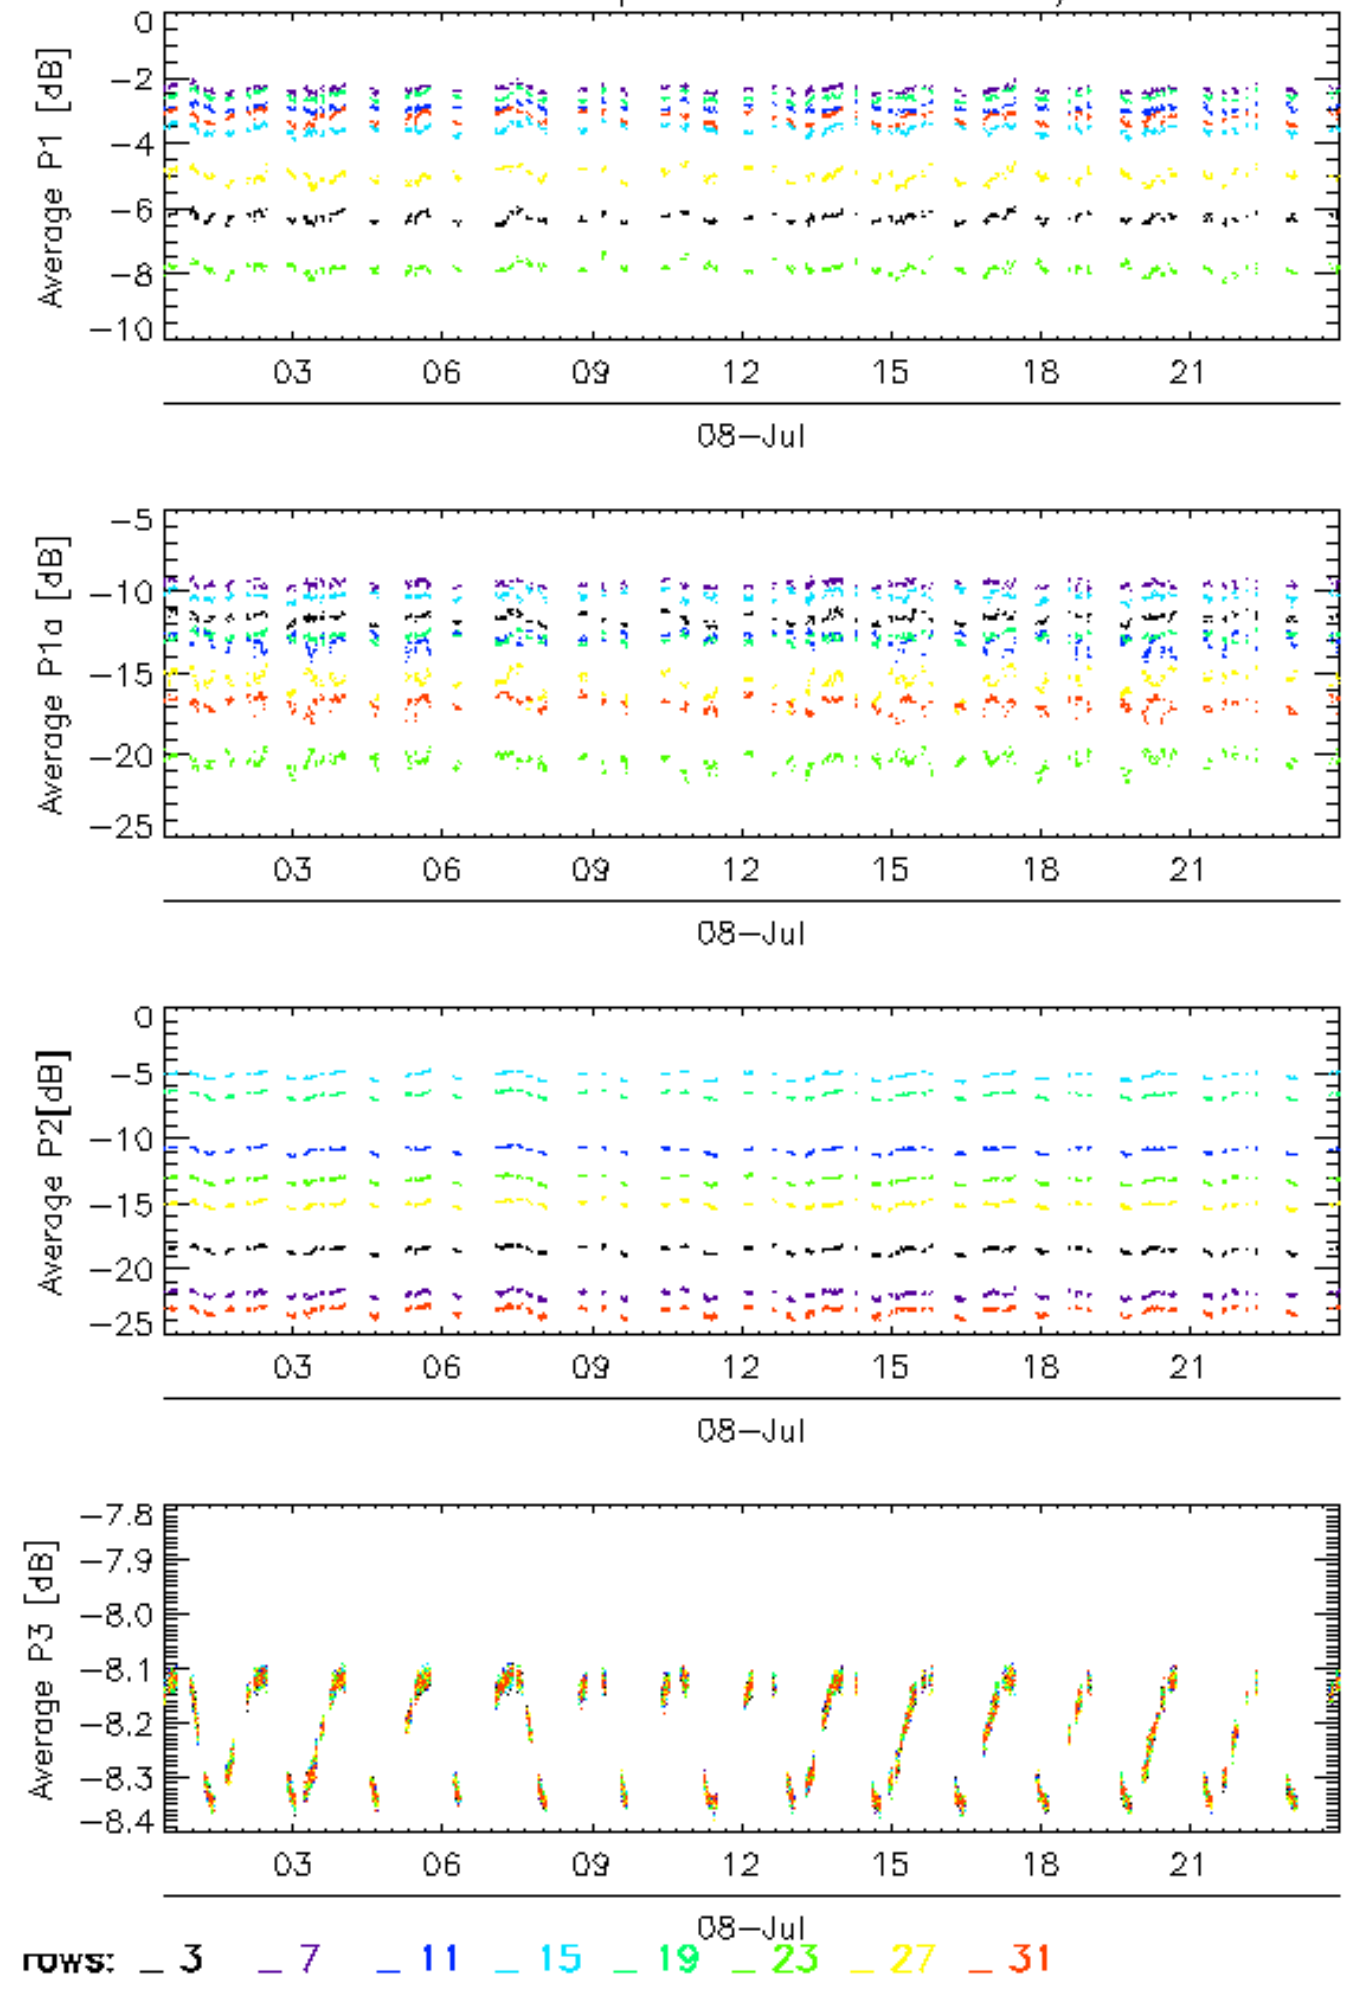 0
−2
−4
−6
−8
−10
Average P1 [dB]
03 06 09 12 15 18 21
08−Jul
−5
−10
−15
−20
−25
Average P1a [dB]
03 06 09 12 15 18 21
08−Jul
0
−5
−10
−15
−20
−25
Average P2[dB]
03 06 09 12 15 18 21
08−Jul
−7.8
−7.9
−8.0
−8.1
−8.2
−8.3
−8.4
Average P3 [dB]
03 06 09 12 15 18 21
08−Jul
rows: _ 3 _ 7 _ 11 _ 15 _ 19 _ 23 _ 27 _ 31